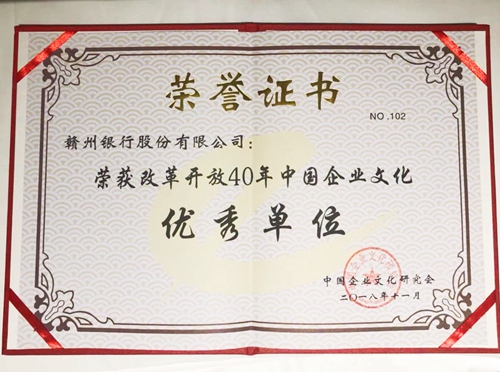 荣誉证书
NO.102
赣州银行股份有限公司：
荣获改革开放40年中国企业文化
优秀单位
中国企业文化研究会
二〇一八年十一月